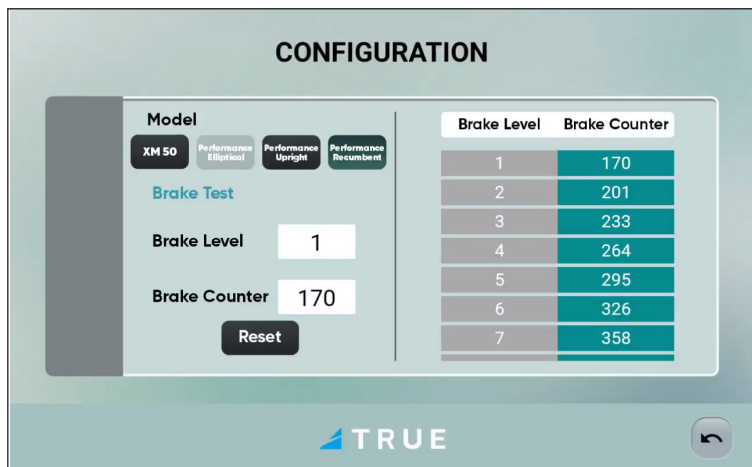 CONFIGURATION
Model
XM 50
Performance
Elliptical
Performance
Upright
Performance
Recumbent
Brake Test
Brake Level 1
Brake Counter 170
Reset
Brake Level Brake Counter
1 170
2 201
3 233
4 264
5 295
6 326
7 358
TRUE